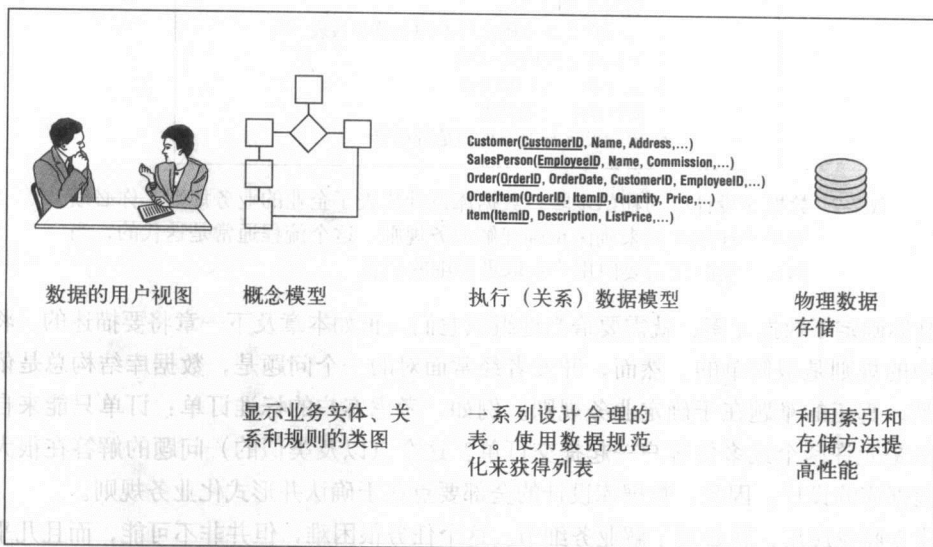 Customer(CustomerID, Name, Address,...)
SalesPerson(EmployeeID, Name, Commission,...)
Order(OrderID, OrderDate, CustomerID, EmployeeID,...)
OrderItem(OrderID, ItemID, Quantity, Price,...)
Item(ItemID, Description, ListPrice,...)
数据的用户视图
概念模型
执行（关系）数据模型
物理数据
存储
显示业务实体、关
系和规则的类图
一系列设计合理的
表。使用数据规范
化来获得列表
利用索引和
存储方法提
高性能